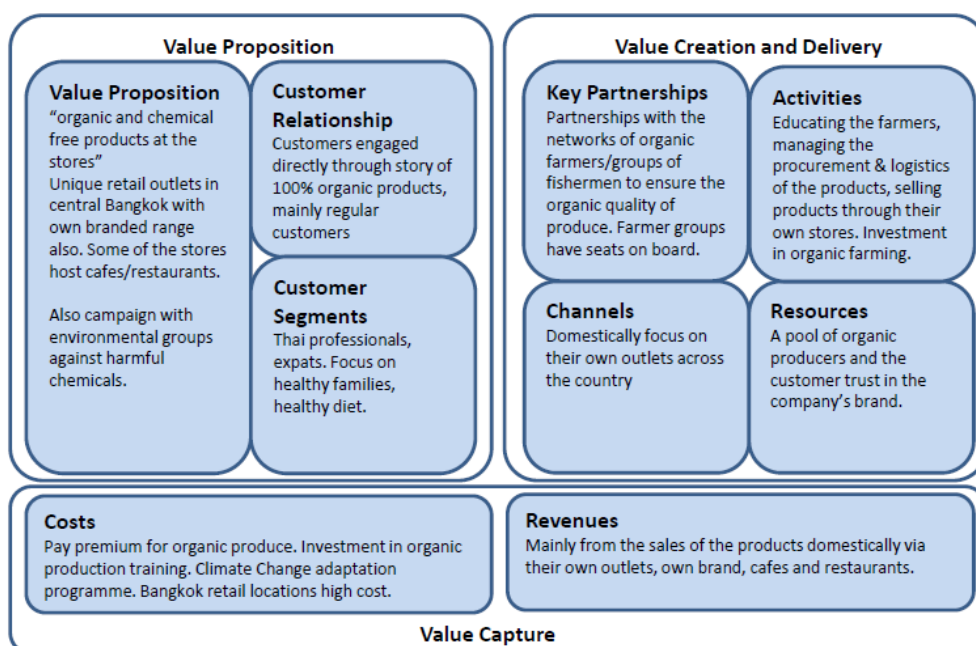 Value Proposition
Value Proposition
“organic and chemical
free products at the
stores”
Unique retail outlets in
central Bangkok with
own branded range
also. Some of the stores
host cafes/restaurants.
Also campaign with
environmental groups
against harmful
chemicals.
Customer
Relationship
Customers engaged
directly through story of
100% organic products,
mainly regular
customers
Customer
Segments
Thai professionals,
expats. Focus on
healthy families,
healthy diet.
Value Creation and Delivery
Key Partnerships
Partnerships with the
networks of organic
farmers/groups of
fishermen to ensure the
organic quality of
produce. Farmer groups
have seats on board.
Activities
Educating the farmers,
managing the
procurement & logistics
of the products, selling
products through their
own stores. Investment
in organic farming.
Channels
Domestically focus on
their own outlets across
the country
Resources
A pool of organic
producers and the
customer trust in the
company’s brand.
Costs
Pay premium for organic produce. Investment in organic
production training. Climate Change adaptation
programme. Bangkok retail locations high cost.
Revenues
Mainly from the sales of the products domestically via
their own outlets, own brand, cafes and restaurants.
Value Capture